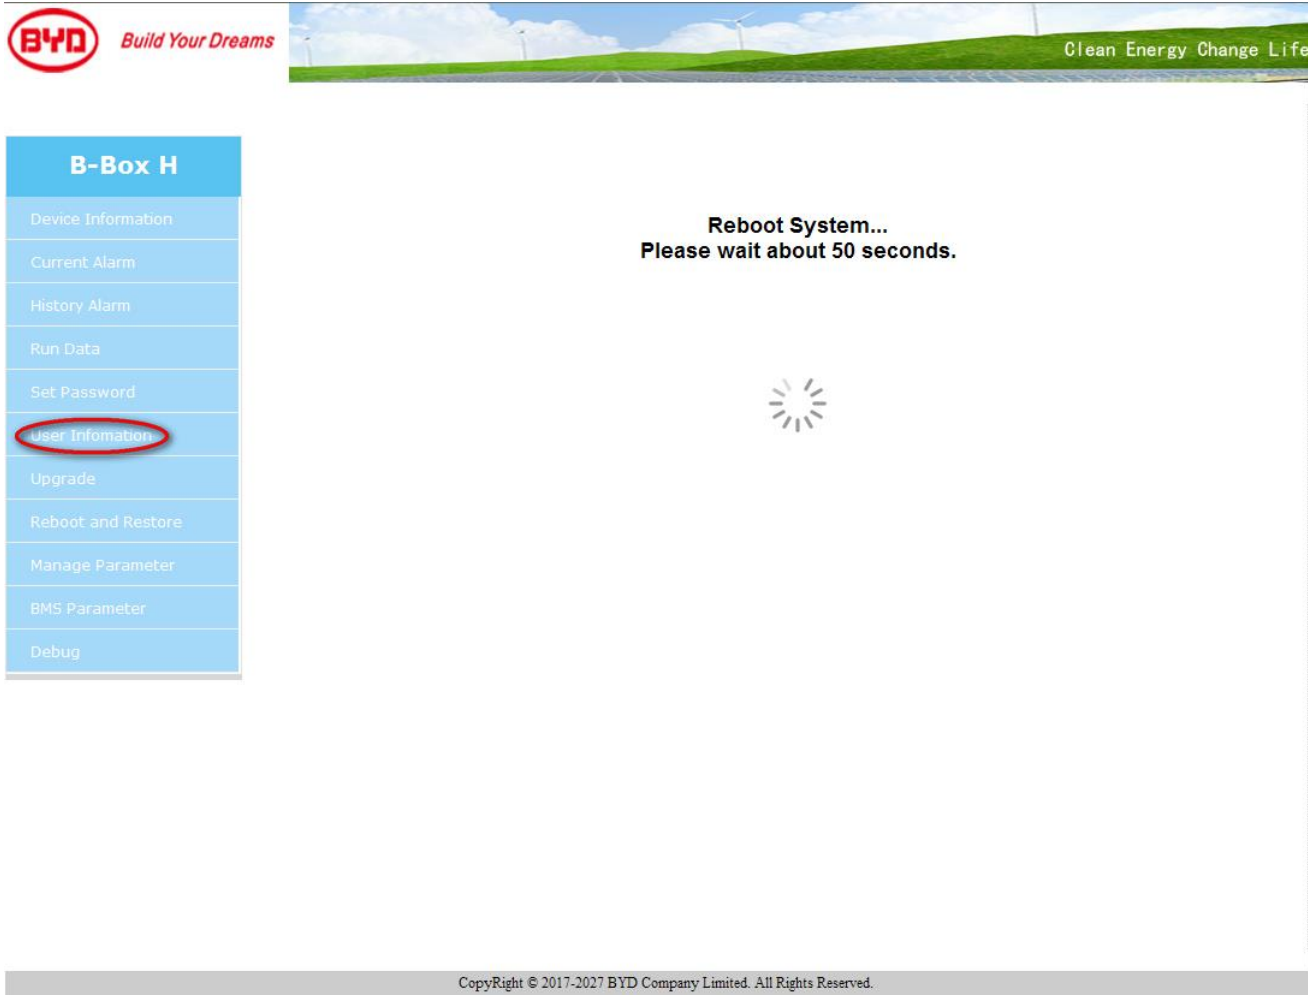 BYD
Build Your Dreams
Clean Energy Change Life
B-Box H
Device Information
Current Alarm
History Alarm
Run Data
Set Password
User Infomation
Upgrade
Reboot and Restore
Manage Parameter
BMS Parameter
Debug
Reboot System...
Please wait about 50 seconds.
CopyRight © 2017-2027 BYD Company Limited. All Rights Reserved.